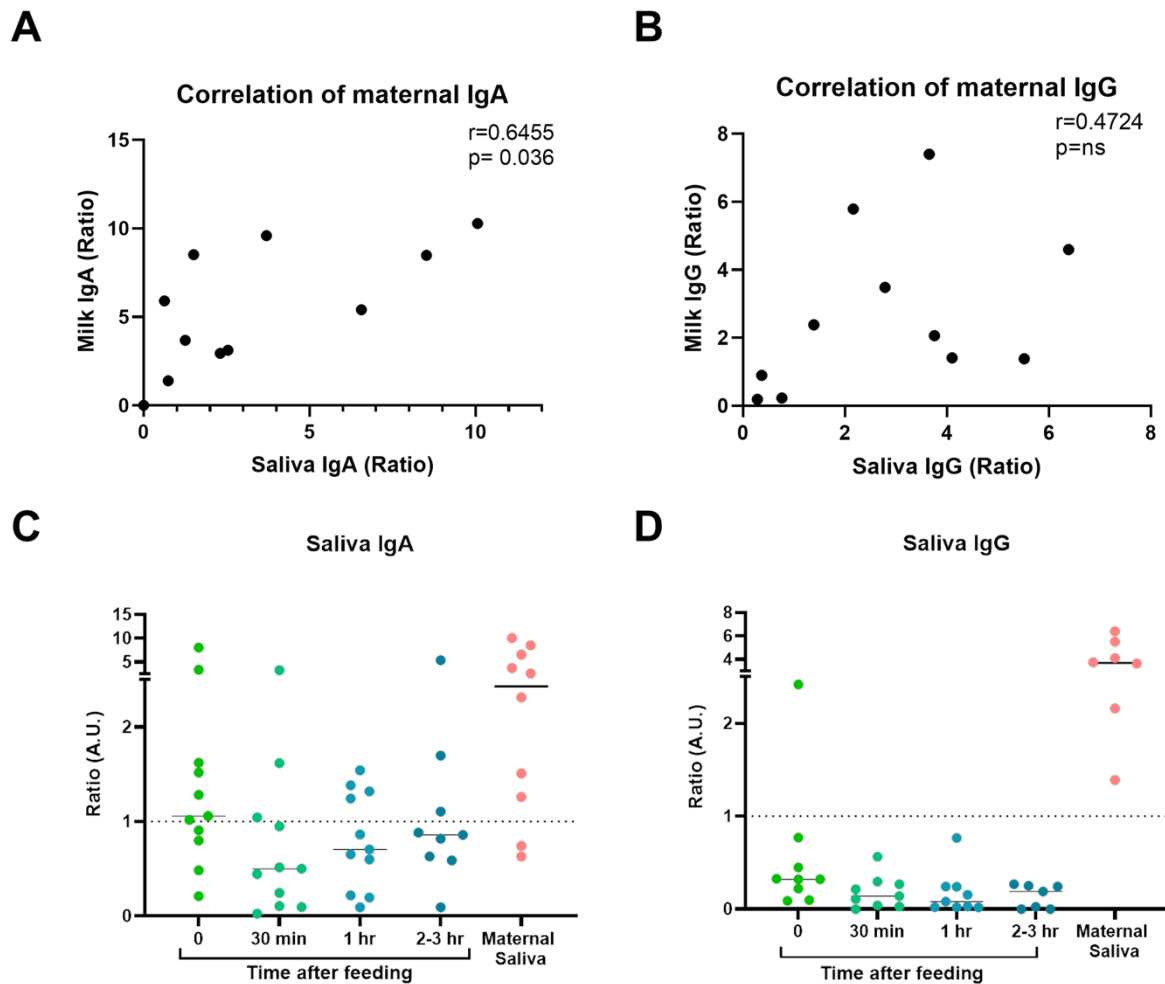 A
Correlation of maternal IgA
r=0.6455
p= 0.036
15
10
5
0
Milk IgA (Ratio)
0 5 10
Saliva IgA (Ratio)
B
Correlation of maternal IgG
r=0.4724
p=ns
8
6
4
2
0
Milk IgG (Ratio)
0 2 4 6 8
Saliva IgG (Ratio)
C
Saliva IgA
15
10
5
2
1
0
Ratio (A.U.)
0 30 min 1 hr 2-3 hr Maternal
Saliva
Time after feeding
D
Saliva IgG
8
6
4
2
1
0
Ratio (A.U.)
0 30 min 1 hr 2-3 hr Maternal
Saliva
Time after feeding